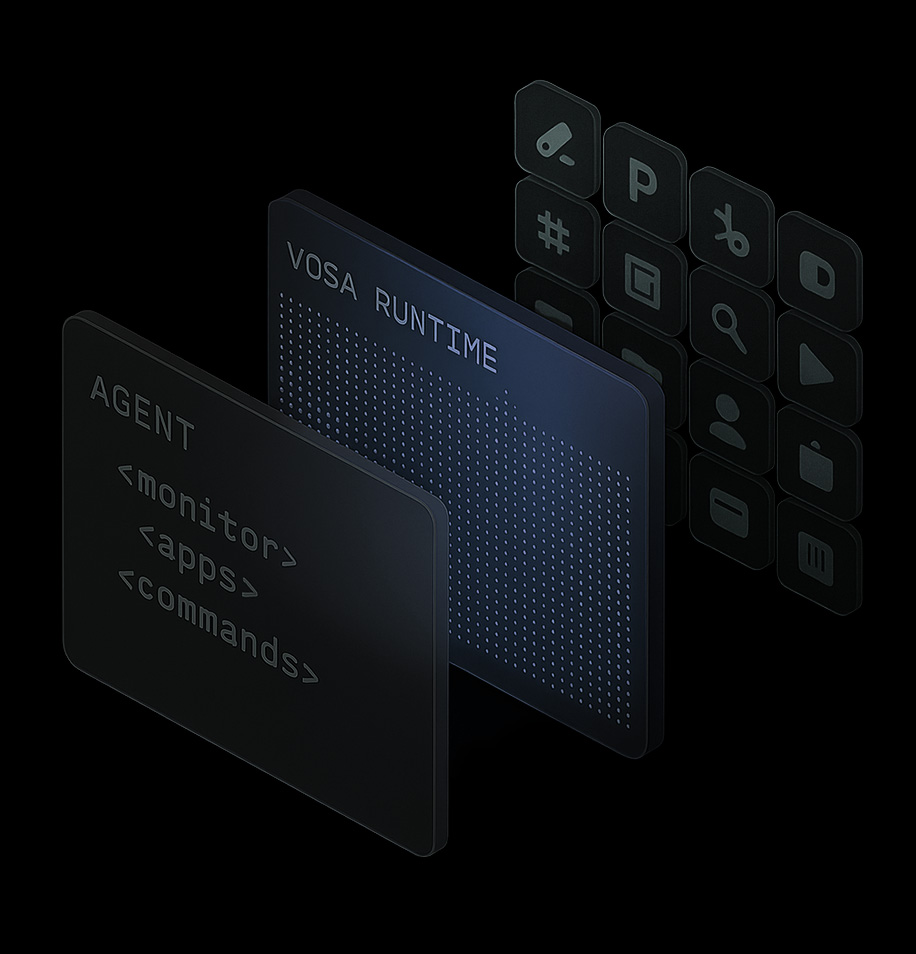 VOSA RUNTIME
AGENT
<monitor>
<apps>
<commands>
P
#